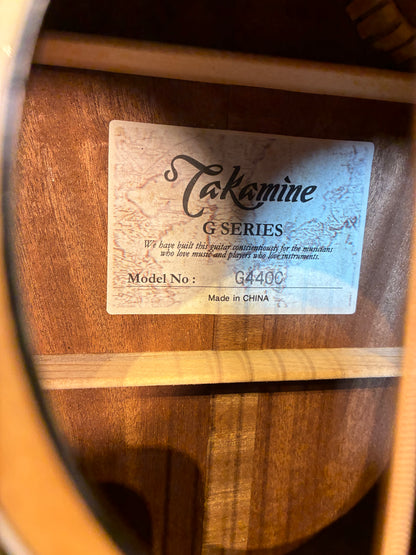 Takamine
G SERIES
We have built this guitar conscientiously for the musicians
who love music and players who love instruments.
Model No : G440C
Made in CHINA